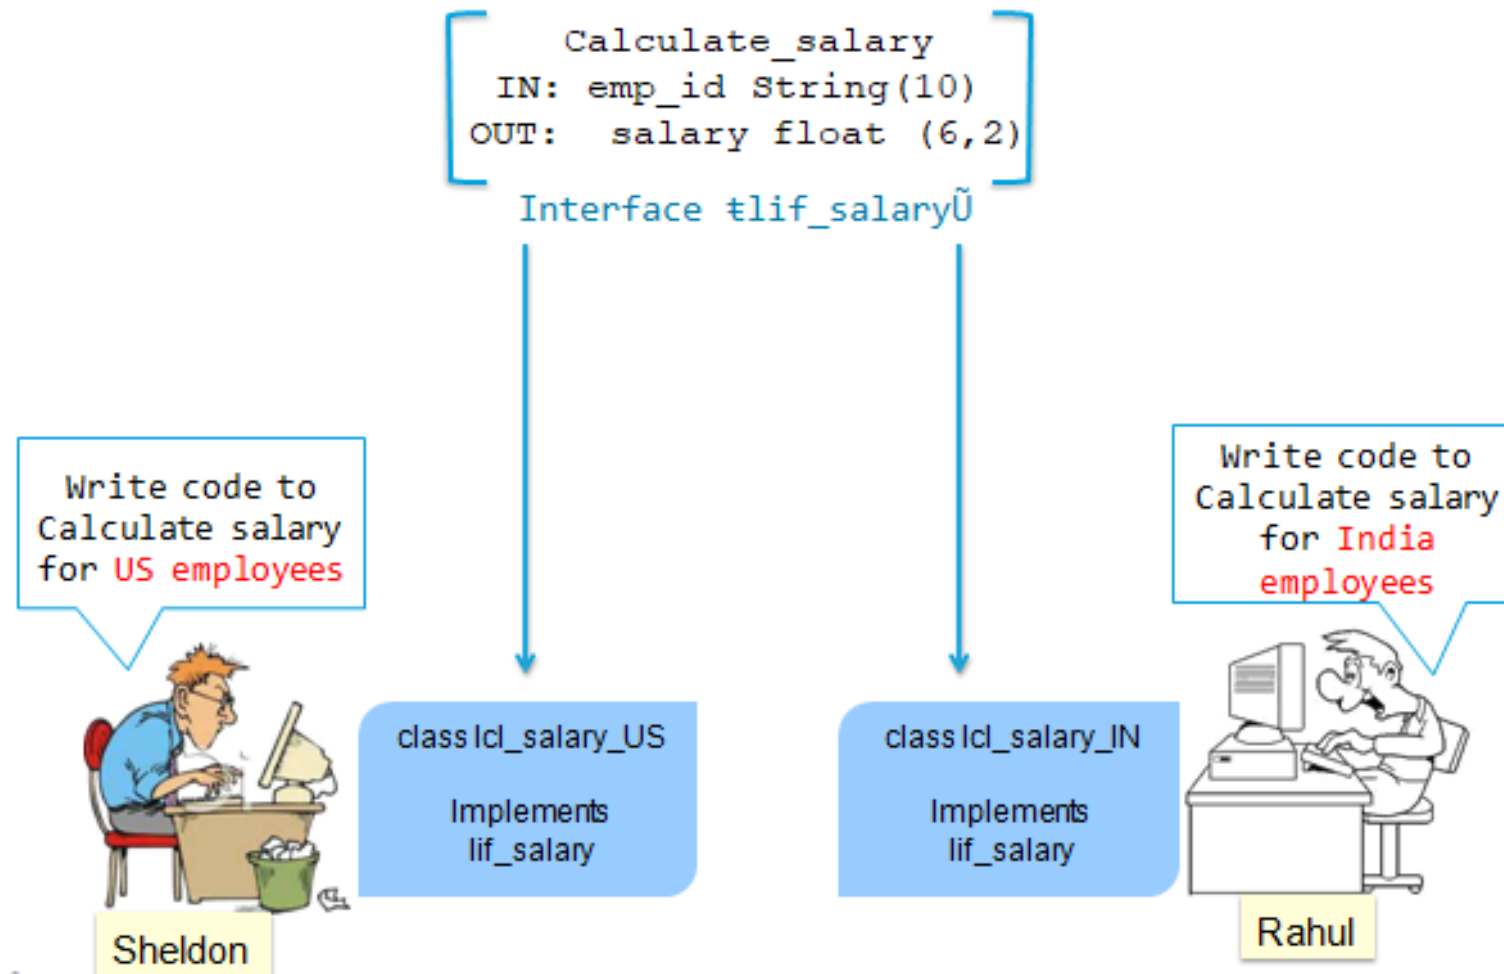 Calculate_salary
IN: emp_id String(10)
OUT: salary float (6,2)
Interface ŧlif_salaryŨ
Write code to
Calculate salary
for US employees
Write code to
Calculate salary
for India
employees
class lcl_salary_US
Implements
lif_salary
class lcl_salary_IN
Implements
lif_salary
Sheldon
Rahul